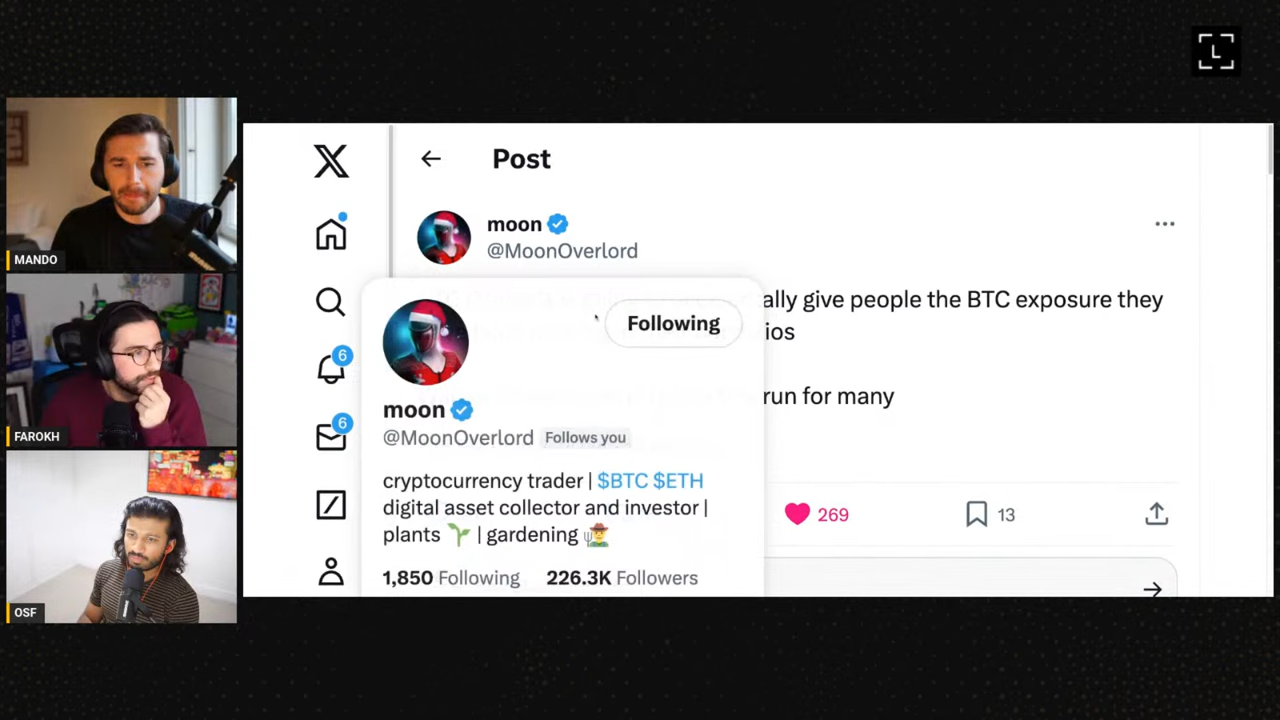 L
MANDO
FAROKH
OSF
X
Post
moon
@MoonOverlord
ally give people the BTC exposure they
ios
run for many
Following
moon
@MoonOverlord Follows you
cryptocurrency trader | $BTC $ETH
digital asset collector and investor |
plants | gardening
1,850 Following 226.3K Followers
6
6
269
13